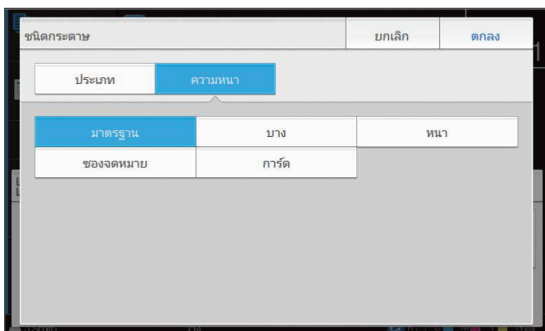 ชนิดกระดาษ ยกเลิก ตกลง
ประเภท ความหนา
มาตรฐาน บาง หนา
ซองจดหมาย การ์ด